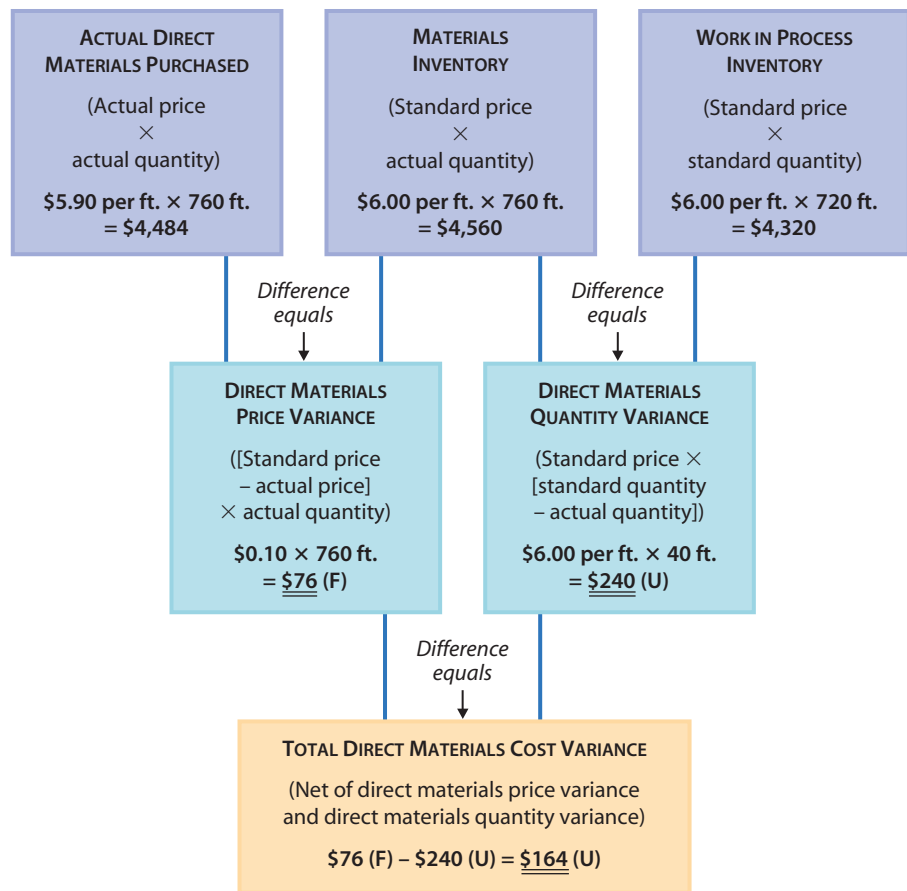 ACTUAL DIRECT
MATERIALS PURCHASED
(Actual price
×
actual quantity)
$5.90 per ft. × 760 ft.
= $4,484
MATERIALS
INVENTORY
(Standard price
×
actual quantity)
$6.00 per ft. × 760 ft.
= $4,560
WORK IN PROCESS
INVENTORY
(Standard price
×
standard quantity)
$6.00 per ft. × 720 ft.
= $4,320
Difference
equals
Difference
equals
DIRECT MATERIALS
PRICE VARIANCE
([Standard price
– actual price]
× actual quantity)
$0.10 × 760 ft.
= $76 (F)
DIRECT MATERIALS
QUANTITY VARIANCE
(Standard price ×
[standard quantity
– actual quantity])
$6.00 per ft. × 40 ft.
= $240 (U)
Difference
equals
TOTAL DIRECT MATERIALS COST VARIANCE
(Net of direct materials price variance
and direct materials quantity variance)
$76 (F) – $240 (U) = $164 (U)